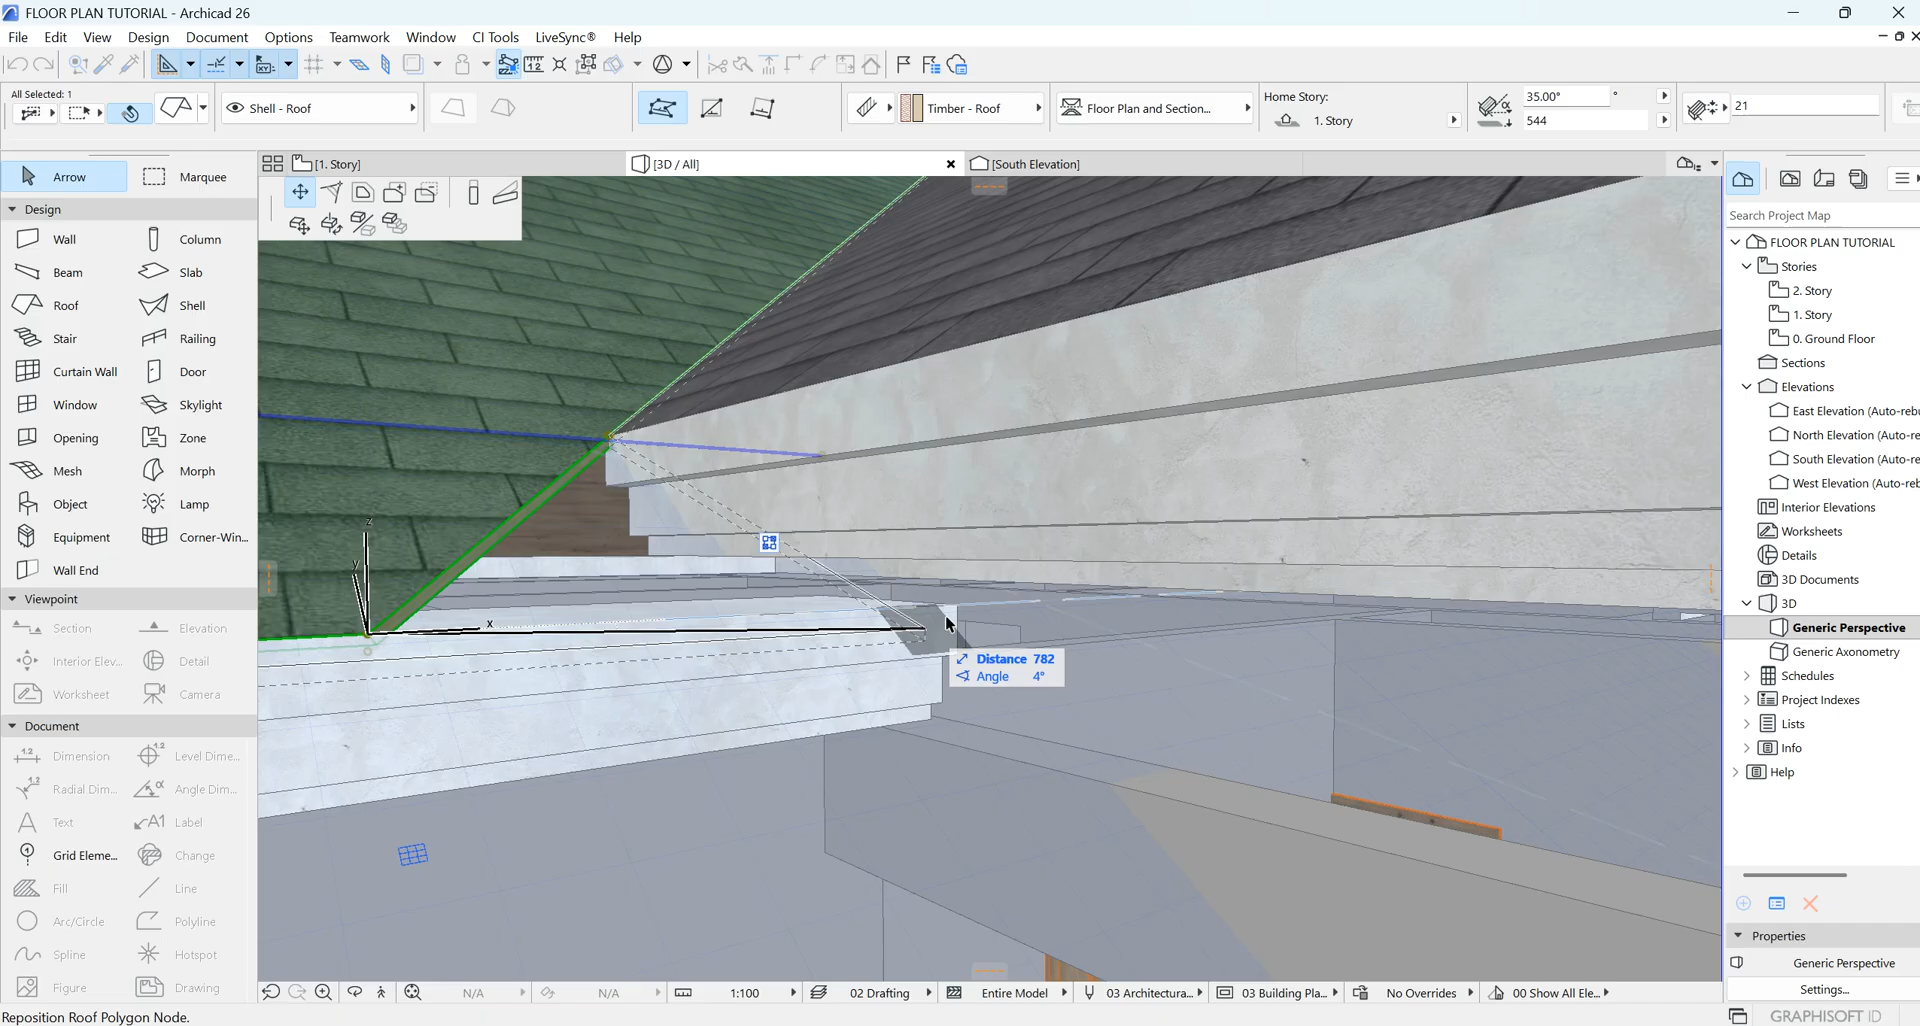 FLOOR PLAN TUTORIAL - Archicad 26
File Edit View Design Document Options Teamwork Window CI Tools LiveSync® Help
All Selected: 1
Shell - Roof
Timber - Roof
Floor Plan and Section...
Home Story:
1. Story
35.00°
°
544
21
[1. Story]
[3D / All]
[South Elevation]
Arrow
Marquee
Design
Wall
Column
Beam
Slab
Roof
Shell
Stair
Railing
Curtain Wall
Door
Window
Skylight
Opening
Zone
Mesh
Morph
Object
Lamp
Equipment
Corner-Win...
Wall End
Viewpoint
Section
Elevation
Interior Elev...
Detail
Worksheet
Camera
Document
Dimension
Level Dime...
Radial Dim...
Angle Dim...
Text
Label
Grid Eleme...
Change
Fill
Line
Arc/Circle
Polyline
Spline
Hotspot
Figure
Drawing
z
y
x
Distance 782
Angle 4°
Search Project Map
FLOOR PLAN TUTORIAL
Stories
2. Story
1. Story
0. Ground Floor
Sections
Elevations
East Elevation (Auto-rebu
North Elevation (Auto-re
South Elevation (Auto-re
West Elevation (Auto-reb
Interior Elevations
Worksheets
Details
3D Documents
3D
Generic Perspective
Generic Axonometry
Schedules
Project Indexes
Lists
Info
Help
Properties
Generic Perspective
Settings...
N/A
N/A
1:100
02 Drafting
Entire Model
03 Architectura...
03 Building Pla...
No Overrides
00 Show All Ele...
Reposition Roof Polygon Node.
GRAPHISOFT ID